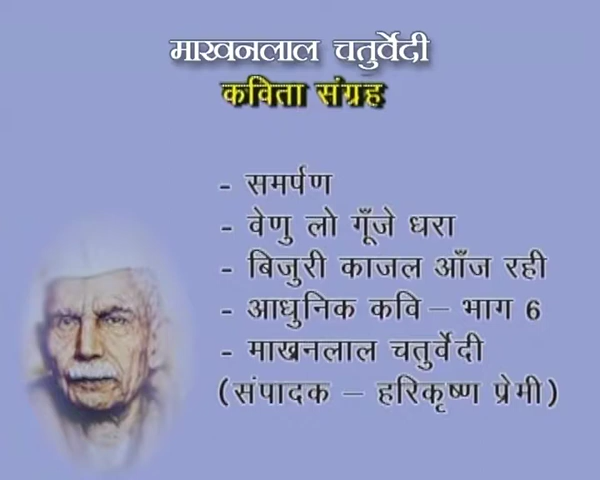 माखनलाल चतुर्वेदी
कविता संग्रह
- समर्पण
- वेणु लो गूँजे धरा
- बिजुरी काजल आँज रही
- आधुनिक कवि – भाग 6
- माखनलाल चतुर्वेदी
(संपादक – हरिकृष्ण प्रेमी)